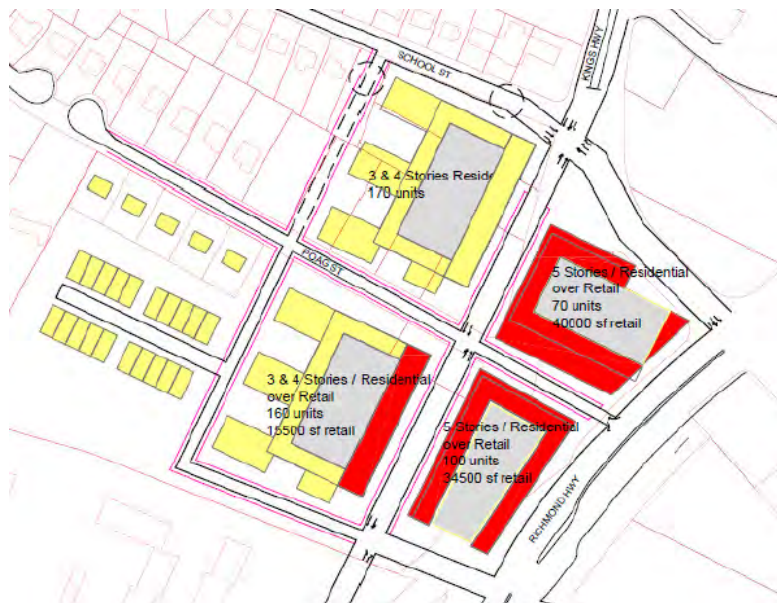 SCHOOL ST
KINGS HWY
3 & 4 Stories Reside
170 units
POAG ST
5 Stories / Residential
over Retail
70 units
40000 sf retail
3 & 4 Stories / Residential
over Retail
160 units
15500 sf retail
5 Stories / Residential
over Retail
100 units
34500 sf retail
RICHMOND HWY